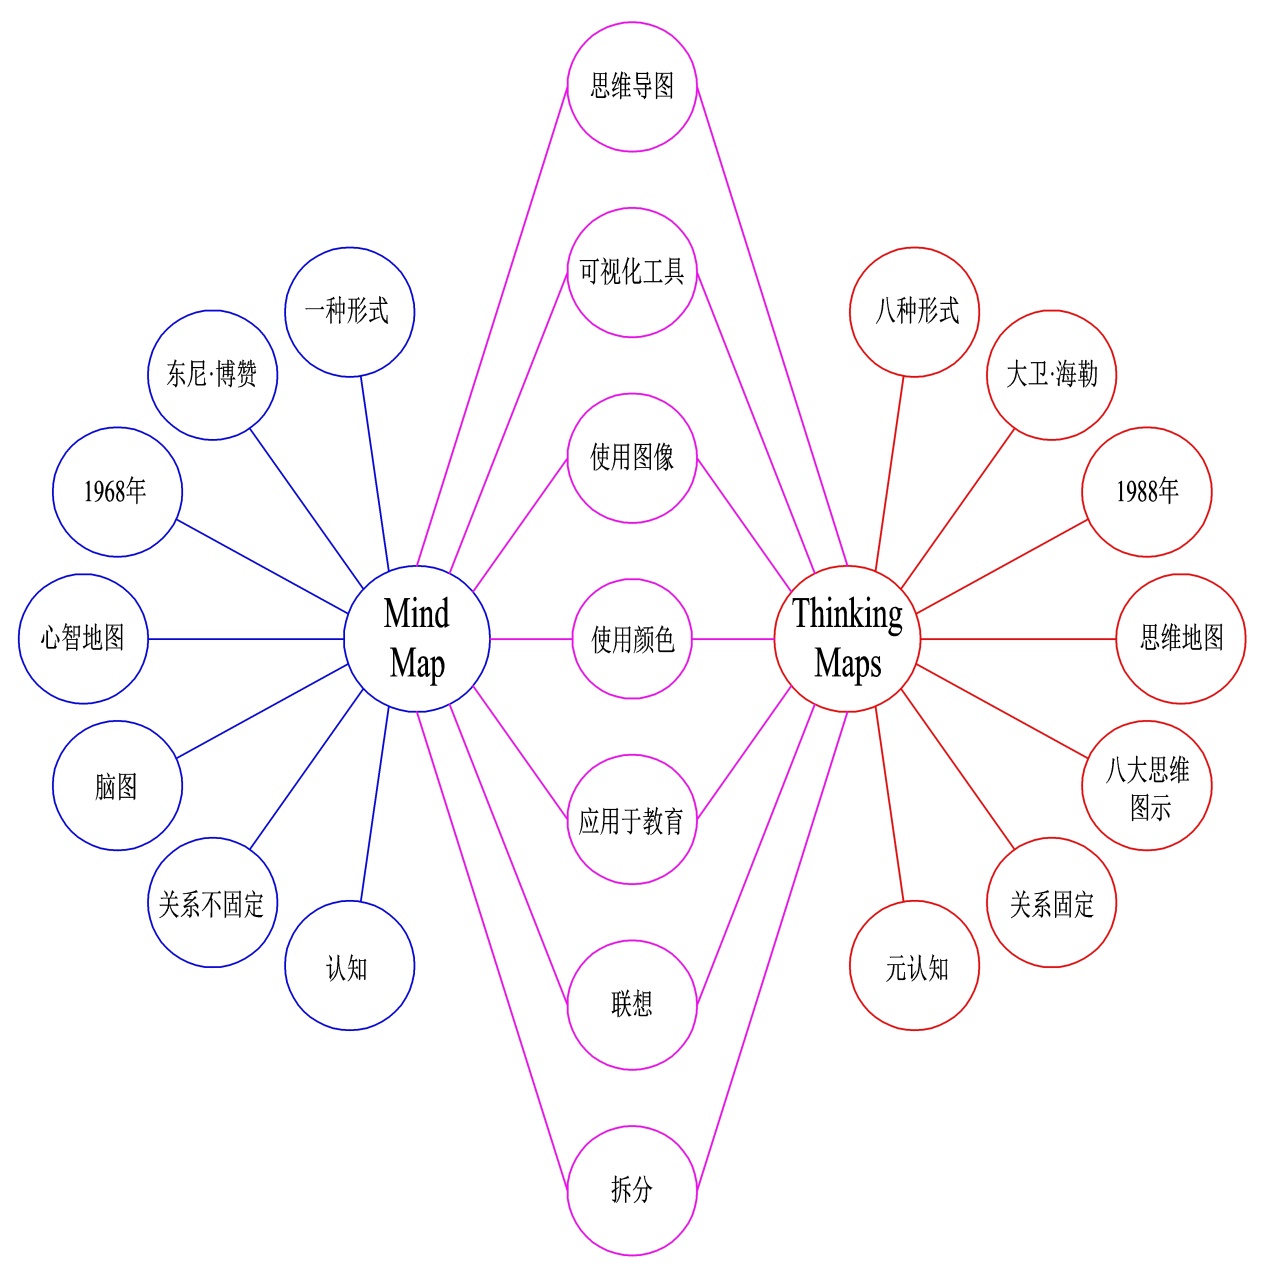 思维导图
可视化工具
一种形式
八种形式
东尼·博赞
大卫·海勒
使用图像
1968年
1988年
Mind
Map
Thinking
Maps
心智地图
使用颜色
思维地图
脑图
八大思维
图示
应用于教育
关系不固定
关系固定
认知
元认知
联想
拆分